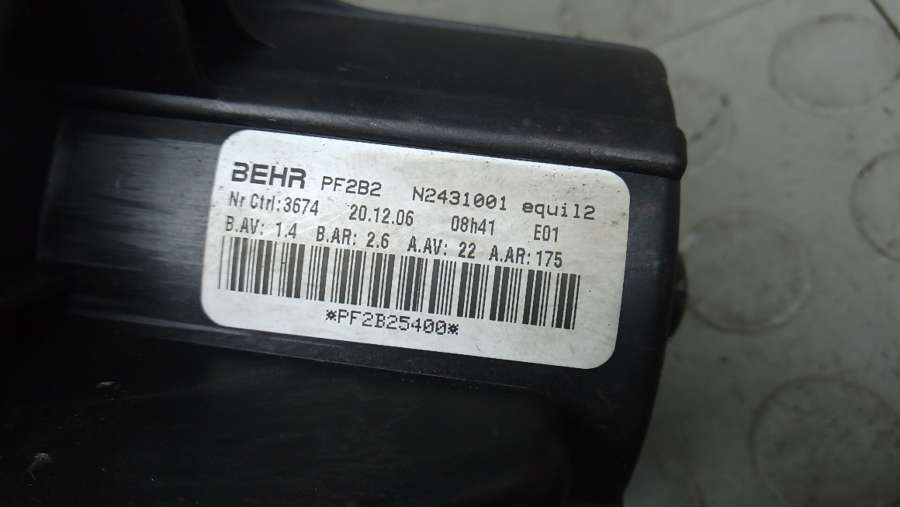 BEHR PF2B2 N2431001 equil2
Nr Ctrl:3674 20.12.06 08h41 E01
B.AV: 1.4 B.AR: 2.6 A.AV: 22 A.AR: 175
*PF2B25400*